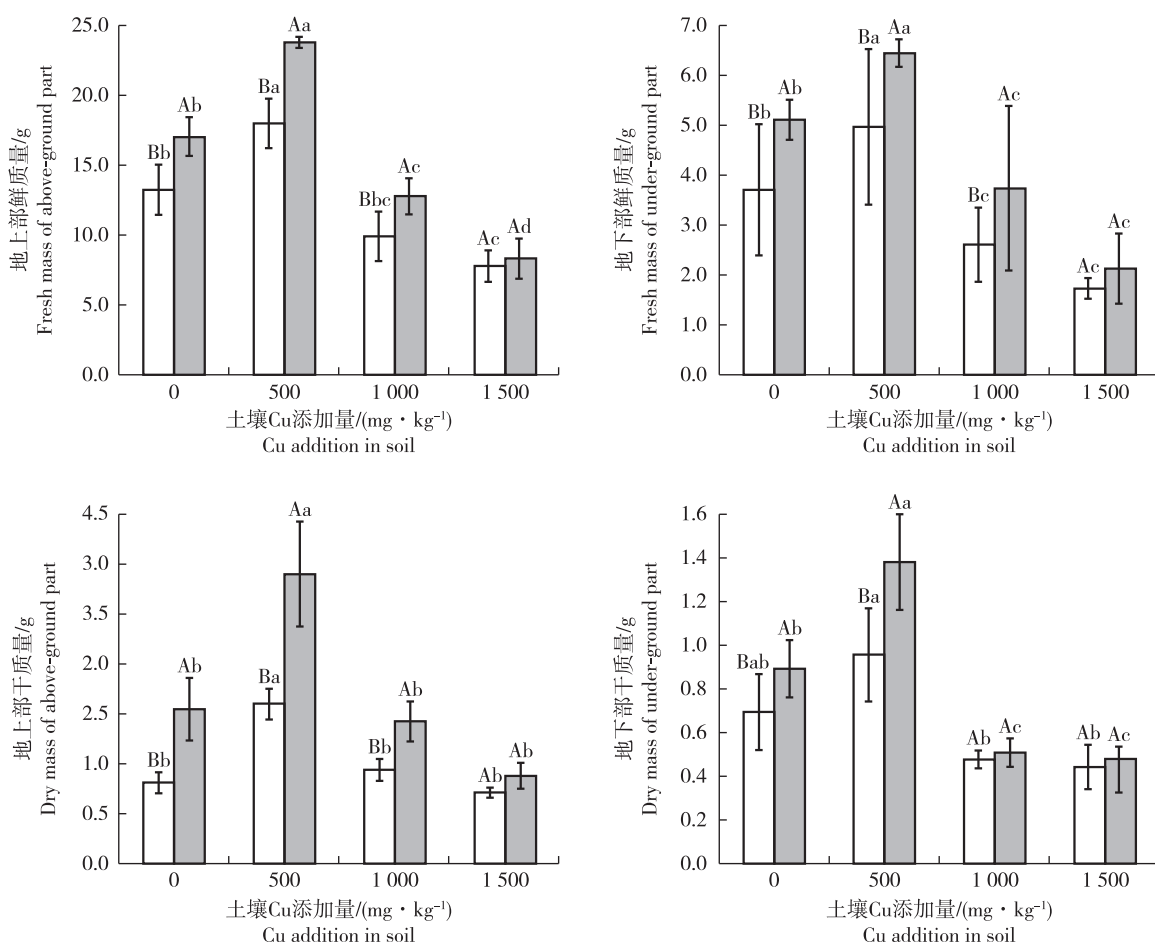 25.0
20.0
15.0
10.0
5.0
0.0
地上部鲜质量/g
Fresh mass of above-ground part
Bb
Ab
Ba
Aa
Bbc
Ac
Ac
Ad
0
500
1 000
1 500
土壤Cu添加量/(mg·kg⁻¹)
Cu addition in soil
7.0
6.0
5.0
4.0
3.0
2.0
1.0
0.0
地下部鲜质量/g
Fresh mass of under-ground part
Bb
Ab
Ba
Aa
Bc
Ac
Ac
Ac
0
500
1 000
1 500
土壤Cu添加量/(mg·kg⁻¹)
Cu addition in soil
4.5
3.0
3.5
2.0
2.5
1.0
0.5
0.0
地上部干质量/g
Dry mass of above-ground part
Bb
Ab
Ba
Aa
Bb
Ab
Ab
Ab
0
500
1 000
1 500
土壤Cu添加量/(mg·kg⁻¹)
Cu addition in soil
1.6
1.4
1.2
1.0
0.8
0.6
0.4
0.2
0.0
地下部干质量/g
Dry mass of under-ground part
Bab
Ab
Ba
Aa
Ab
Ac
Ab
Ac
0
500
1 000
1 500
土壤Cu添加量/(mg·kg⁻¹)
Cu addition in soil